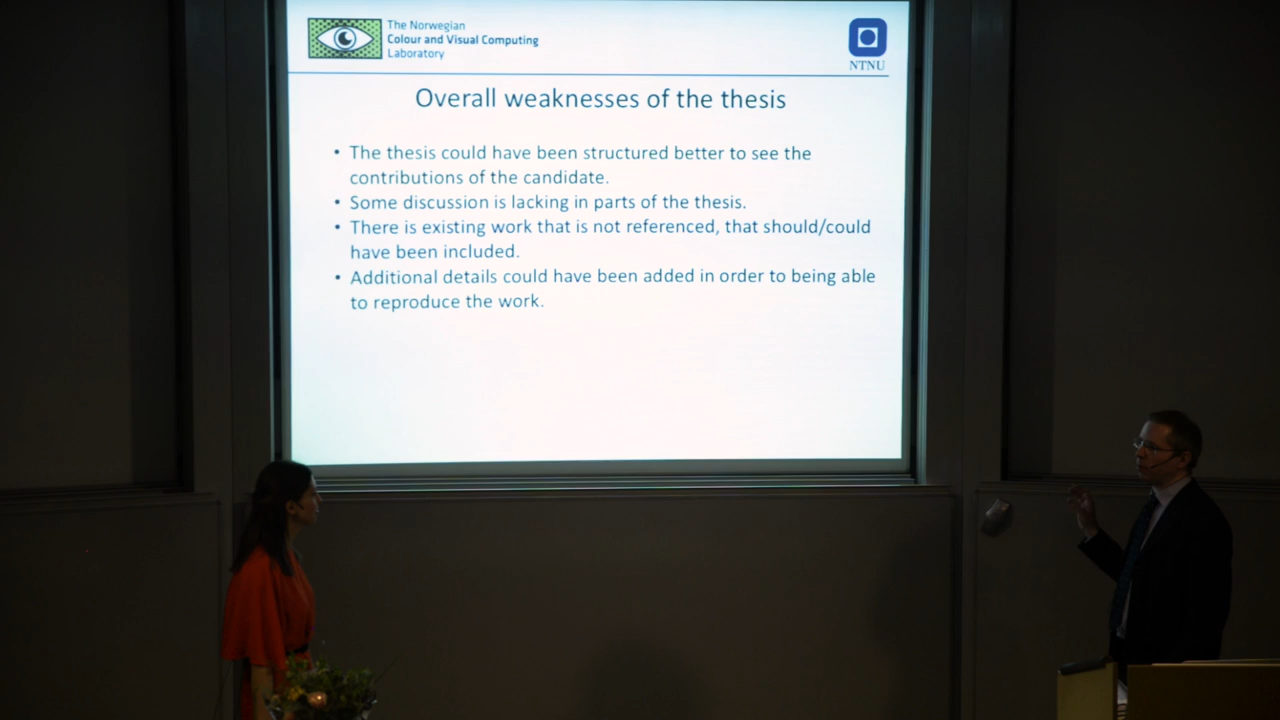 The Norwegian
Colour and Visual Computing
Laboratory
NTNU
Overall weaknesses of the thesis
• The thesis could have been structured better to see the
contributions of the candidate.
• Some discussion is lacking in parts of the thesis.
• There is existing work that is not referenced, that should/could
have been included.
• Additional details could have been added in order to being able
to reproduce the work.